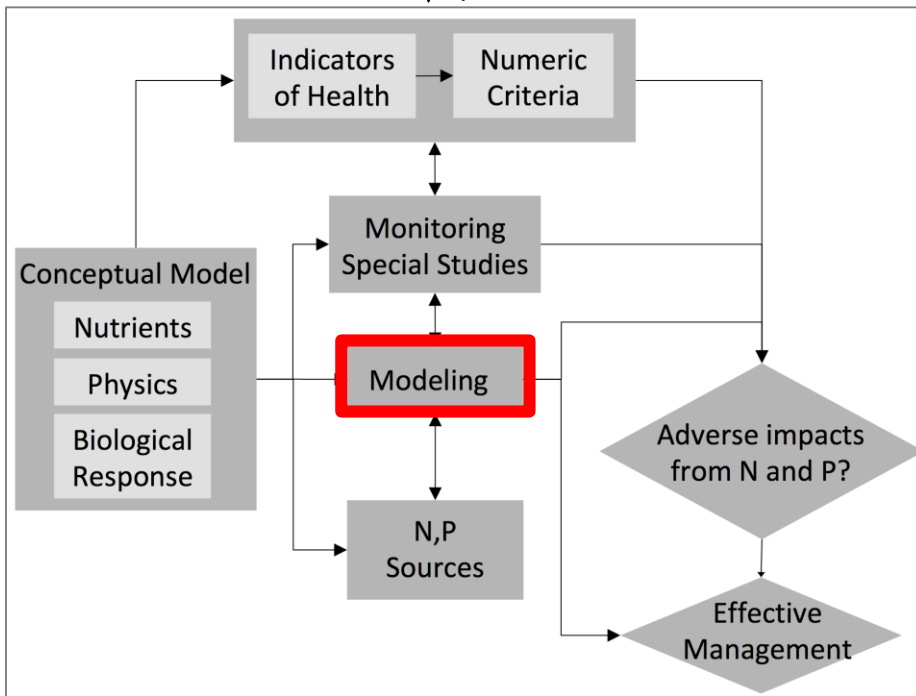 Indicators
of Health
Numeric
Criteria
Monitoring
Special Studies
Conceptual Model
Nutrients
Physics
Biological
Response
Modeling
N,P
Sources
Adverse impacts
from N and P?
Effective
Management